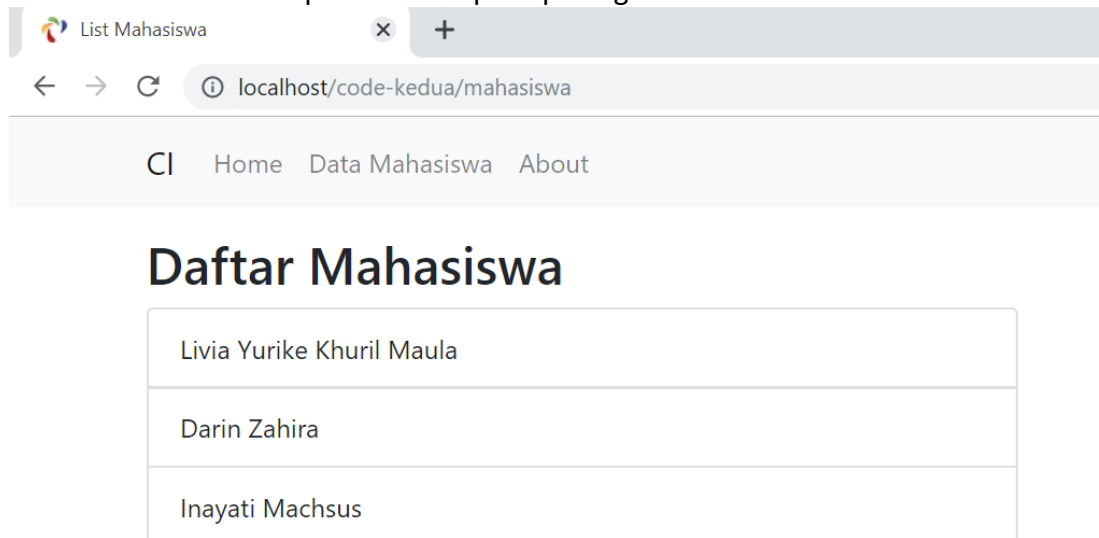 List Mahasiswa
localhost/code-kedua/mahasiswa
CI Home Data Mahasiswa About
Daftar Mahasiswa
Livia Yurike Khuril Maula
Darin Zahira
Inayati Machsus